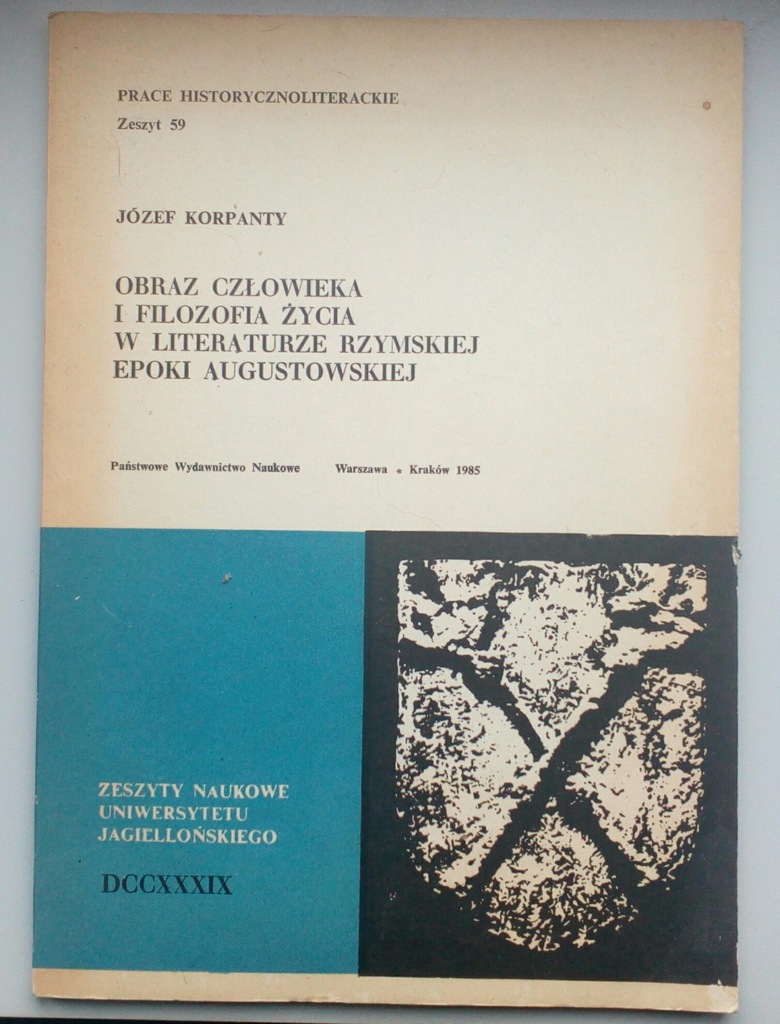 PRACE HISTORYCZNOLITERACKIE
Zeszyt 59
JÓZEF KORPANTY
OBRAZ CZŁOWIEKA
I FILOZOFIA ŻYCIA
W LITERATURZE RZYMSKIEJ
EPOKI AUGUSTOWSKIEJ
Państwowe Wydawnictwo Naukowe Warszawa * Kraków 1985
ZESZYTY NAUKOWE
UNIWERSYTETU
JAGIELLOŃSKIEGO
DCCXXXIX